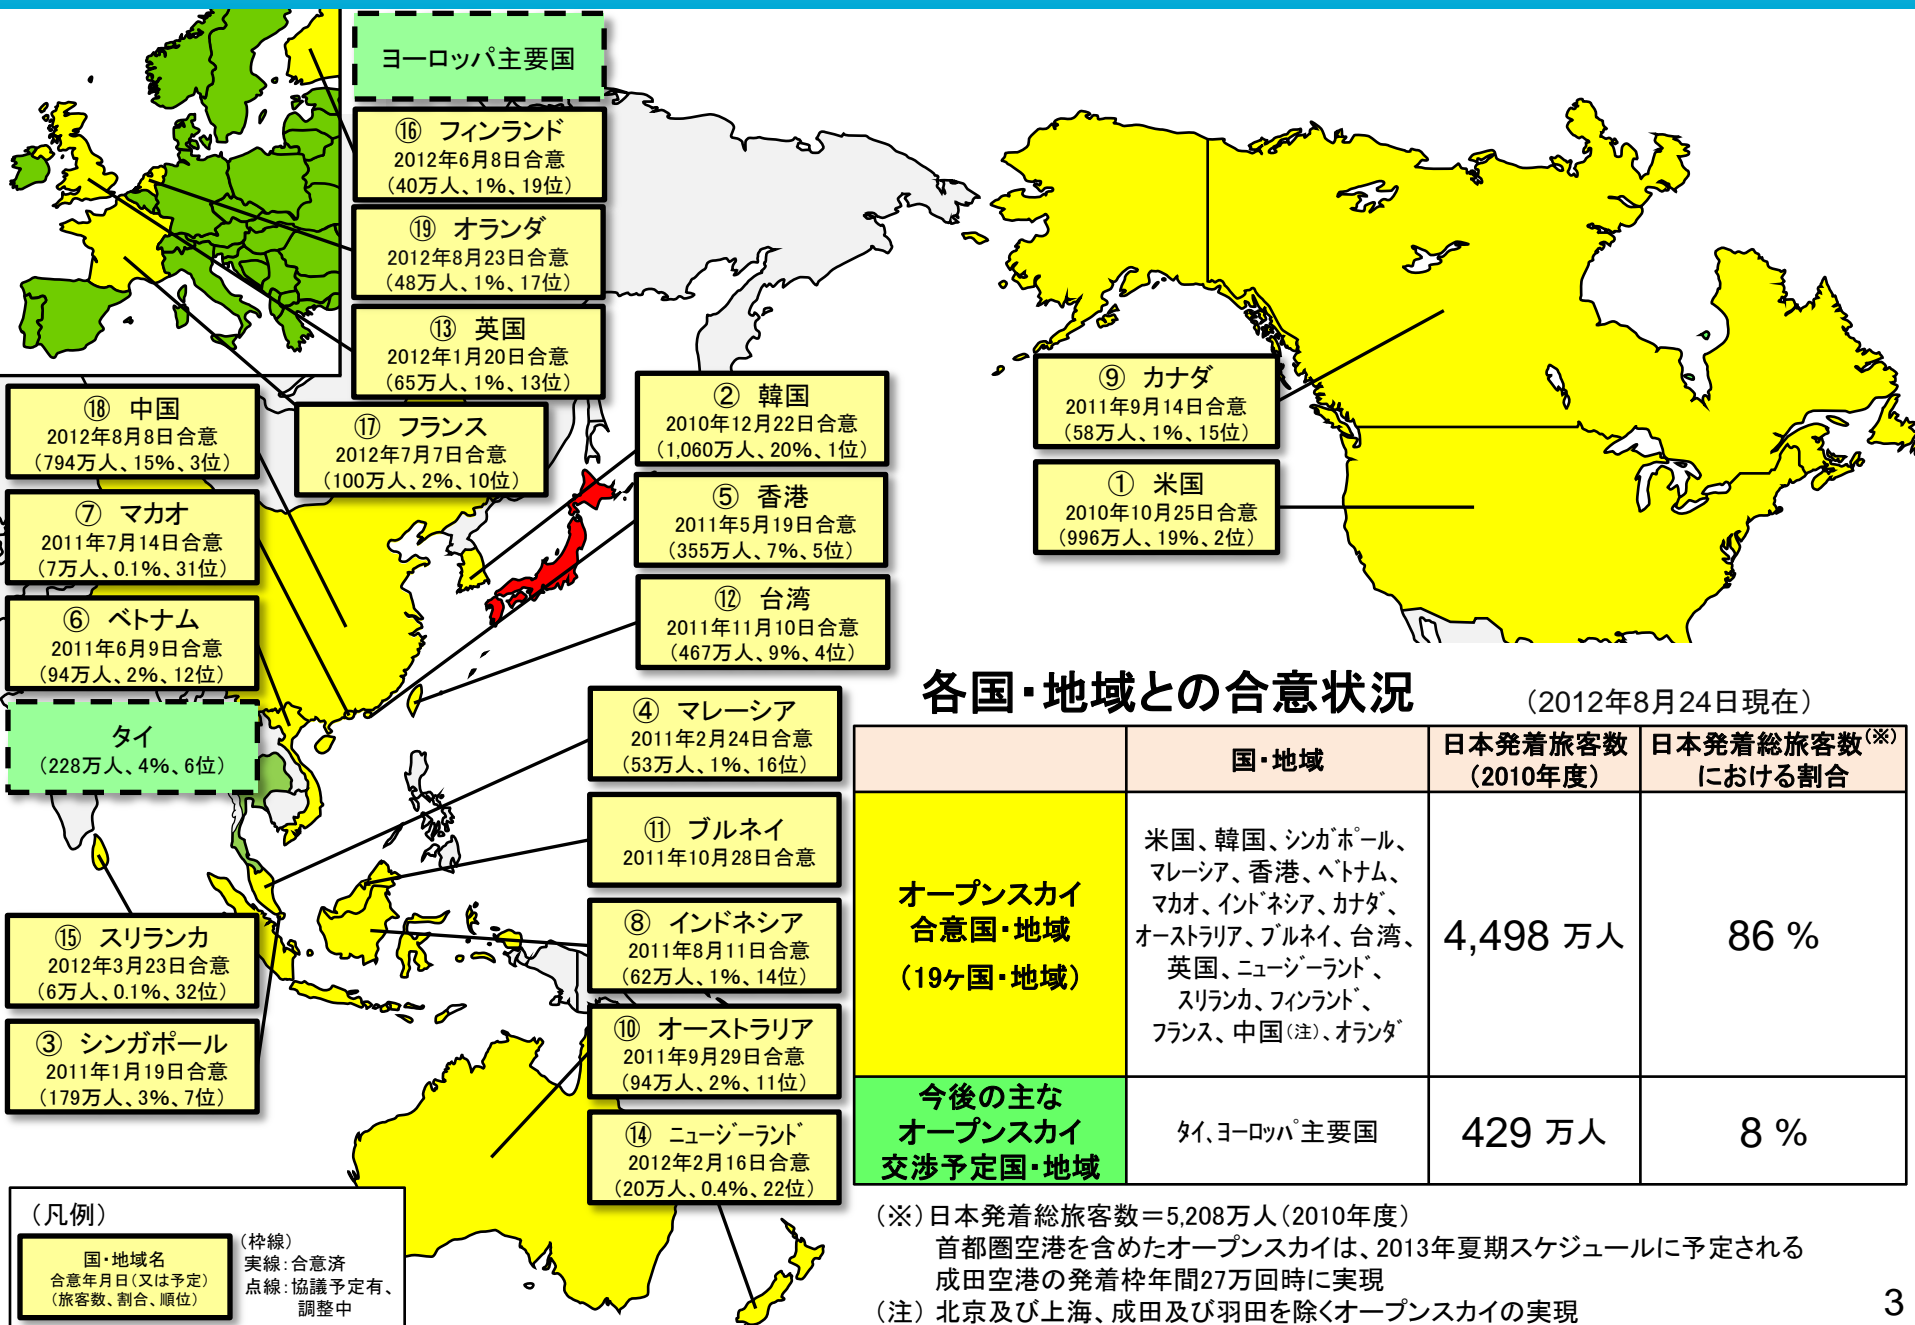 ヨーロッパ主要国
⑯ フィンランド
2012年6月8日合意
(40万人、1%、19位)
⑲ オランダ
2012年8月23日合意
(48万人、1%、17位)
⑬ 英国
2012年1月20日合意
(65万人、1%、13位)
⑱ 中国
2012年8月8日合意
(794万人、15%、3位)
⑰ フランス
2012年7月7日合意
(100万人、2%、10位)
② 韓国
2010年12月22日合意
(1,060万人、20%、1位)
⑨ カナダ
2011年9月14日合意
(58万人、1%、15位)
⑦ マカオ
2011年7月14日合意
(7万人、0.1%、31位)
⑤ 香港
2011年5月19日合意
(355万人、7%、5位)
① 米国
2010年10月25日合意
(996万人、19%、2位)
⑥ ベトナム
2011年6月9日合意
(94万人、2%、12位)
⑫ 台湾
2011年11月10日合意
(467万人、9%、4位)
タイ
(228万人、4%、6位)
④ マレーシア
2011年2月24日合意
(53万人、1%、16位)
⑪ ブルネイ
2011年10月28日合意
⑮ スリランカ
2012年3月23日合意
(6万人、0.1%、32位)
⑧ インドネシア
2011年8月11日合意
(62万人、1%、14位)
③ シンガポール
2011年1月19日合意
(179万人、3%、7位)
⑩ オーストラリア
2011年9月29日合意
(94万人、2%、11位)
⑭ ニュージーランド
2012年2月16日合意
(20万人、0.4%、22位)
(凡例)
国・地域名
合意年月日(又は予定)
(旅客数、割合、順位)
(枠線)
実線:合意済
点線:協議予定有、
調整中
各国・地域との合意状況 (2012年8月24日現在)
国・地域
日本発着旅客数
(2010年度)
日本発着総旅客数(※)
における割合
オープンスカイ
合意国・地域
(19ヶ国・地域)
米国、韓国、シンガポール、
マレーシア、香港、ベトナム、
マカオ、インドネシア、カナダ、
オーストラリア、ブルネイ、台湾、
英国、ニュージーランド、
スリランカ、フィンランド、
フランス、中国(注)、オランダ
4,498 万人
86 %
今後の主な
オープンスカイ
交渉予定国・地域
タイ、ヨーロッパ主要国
429 万人
8 %
(※)日本発着総旅客数=5,208万人(2010年度)
首都圏空港を含めたオープンスカイは、2013年夏期スケジュールに予定される
成田空港の発着枠年間27万回時に実現
(注) 北京及び上海、成田及び羽田を除くオープンスカイの実現
3